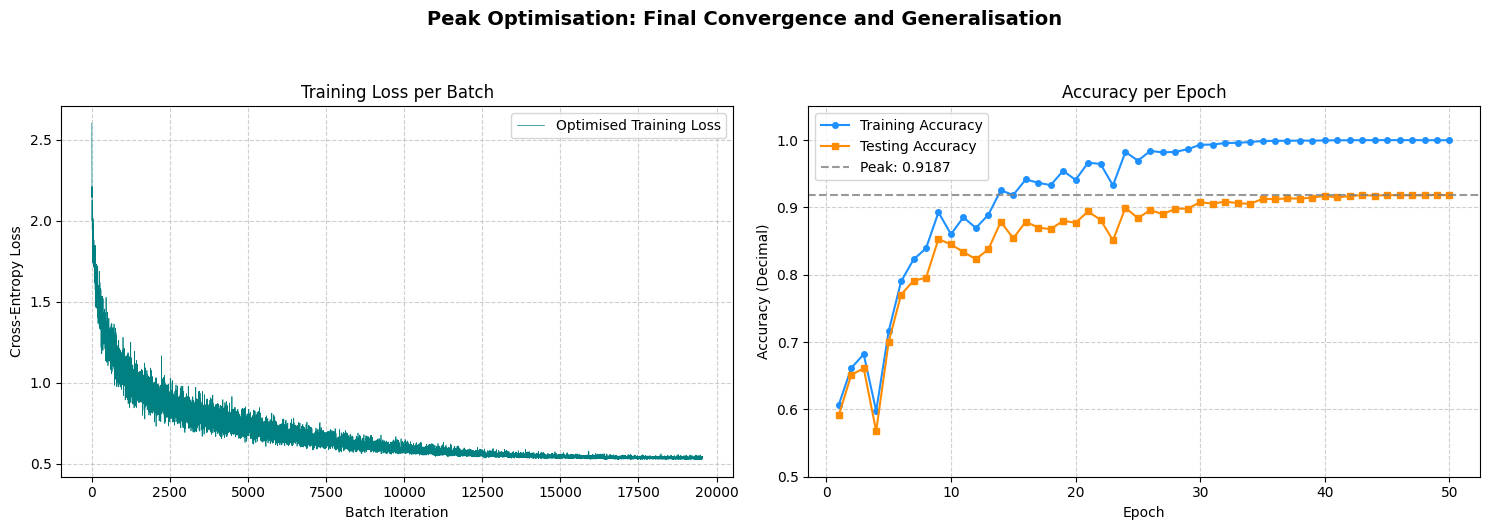 Peak Optimisation: Final Convergence and Generalisation
Training Loss per Batch
Optimised Training Loss
Cross-Entropy Loss
2.5
2.0
1.5
1.0
0.5
0 2500 5000 7500 10000 12500 15000 17500 20000
Batch Iteration
Accuracy per Epoch
Training Accuracy
Testing Accuracy
Peak: 0.9187
Accuracy (Decimal)
1.0
0.9
0.8
0.7
0.6
0.5
0 10 20 30 40 50
Epoch